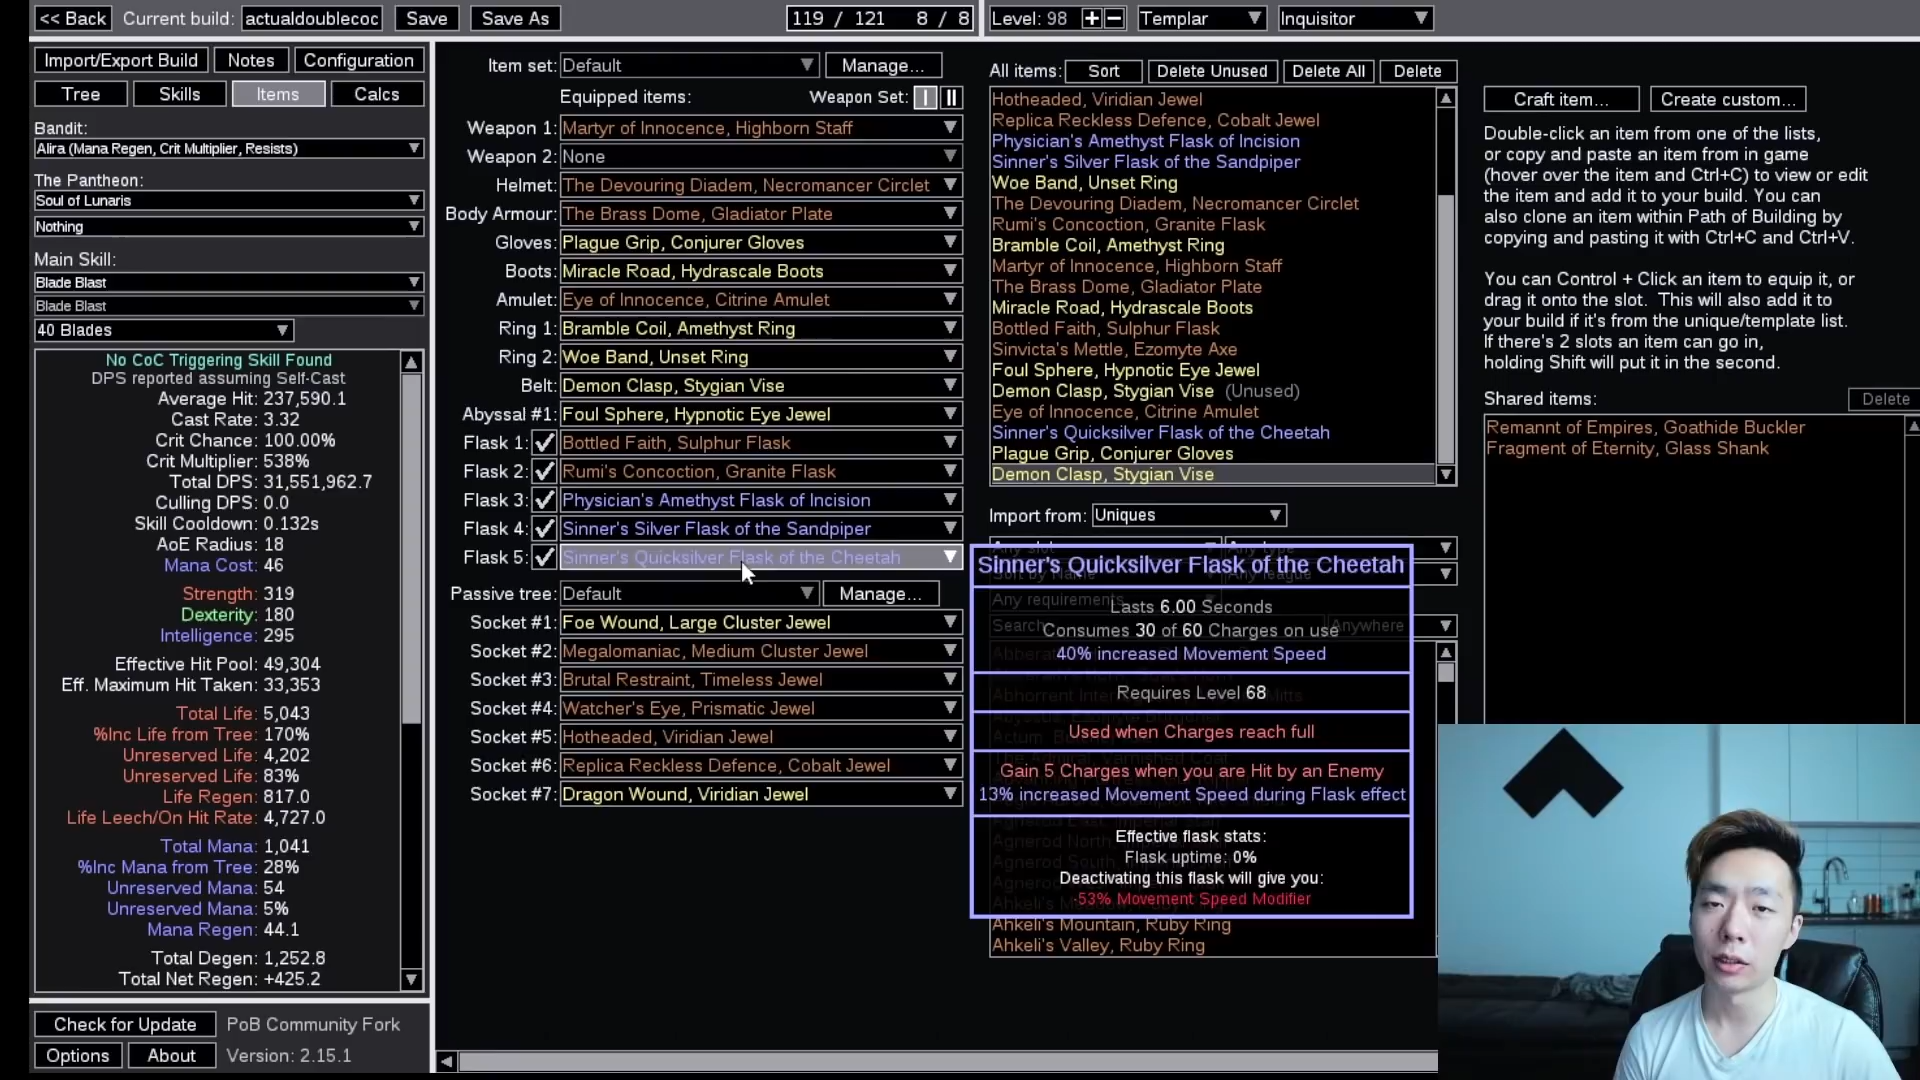 << Back
Current build: actualdoublecoc
Save
Save As
119 / 121   8 / 8
Level: 98
+
Templar
Inquisitor
Import/Export Build
Notes
Configuration
Tree
Skills
Items
Calcs
Bandit:
Alira (Mana Regen, Crit Multiplier, Resists)
The Pantheon:
Soul of Lunaris
Nothing
Main Skill:
Blade Blast
Blade Blast
40 Blades
No CoC Triggering Skill Found
DPS reported assuming Self-Cast
Average Hit: 237,590.1
Cast Rate: 3.32
Crit Chance: 100.00%
Crit Multiplier: 538%
Total DPS: 31,551,962.7
Culling DPS: 0.0
Skill Cooldown: 0.132s
AoE Radius: 18
Mana Cost: 46
Strength: 319
Dexterity: 180
Intelligence: 295
Effective Hit Pool: 49,304
Eff. Maximum Hit Taken: 33,353
Total Life: 5,043
%Inc Life from Tree: 170%
Unreserved Life: 4,202
Unreserved Life: 83%
Life Regen: 817.0
Life Leech/On Hit Rate: 4,727.0
Total Mana: 1,041
%Inc Mana from Tree: 28%
Unreserved Mana: 54
Unreserved Mana: 5%
Mana Regen: 44.1
Total Degen: 1,252.8
Total Net Regen: +425.2
Check for Update
PoB Community Fork
Options
About
Version: 2.15.1
Item set: Default
Manage...
Equipped items:
Weapon Set: I II
Weapon 1: Martyr of Innocence, Highborn Staff
Weapon 2: None
Helmet: The Devouring Diadem, Necromancer Circlet
Body Armour: The Brass Dome, Gladiator Plate
Gloves: Plague Grip, Conjurer Gloves
Boots: Miracle Road, Hydrascale Boots
Amulet: Eye of Innocence, Citrine Amulet
Ring 1: Bramble Coil, Amethyst Ring
Ring 2: Woe Band, Unset Ring
Belt: Demon Clasp, Stygian Vise
Abyssal #1: Foul Sphere, Hypnotic Eye Jewel
Flask 1: Bottled Faith, Sulphur Flask
Flask 2: Rumi's Concoction, Granite Flask
Flask 3: Physician's Amethyst Flask of Incision
Flask 4: Sinner's Silver Flask of the Sandpiper
Flask 5: Sinner's Quicksilver Flask of the Cheetah
Passive tree: Default
Manage...
Socket #1: Foe Wound, Large Cluster Jewel
Socket #2: Megalomaniac, Medium Cluster Jewel
Socket #3: Brutal Restraint, Timeless Jewel
Socket #4: Watcher's Eye, Prismatic Jewel
Socket #5: Hotheaded, Viridian Jewel
Socket #6: Replica Reckless Defence, Cobalt Jewel
Socket #7: Dragon Wound, Viridian Jewel
All items:
Sort
Delete Unused
Delete All
Delete
Hotheaded, Viridian Jewel
Replica Reckless Defence, Cobalt Jewel
Physician's Amethyst Flask of Incision
Sinner's Silver Flask of the Sandpiper
Woe Band, Unset Ring
The Devouring Diadem, Necromancer Circlet
Rumi's Concoction, Granite Flask
Bramble Coil, Amethyst Ring
Martyr of Innocence, Highborn Staff
The Brass Dome, Gladiator Plate
Miracle Road, Hydrascale Boots
Bottled Faith, Sulphur Flask
Sinvicta's Mettle, Ezomyte Axe
Foul Sphere, Hypnotic Eye Jewel
Demon Clasp, Stygian Vise (Unused)
Eye of Innocence, Citrine Amulet
Sinner's Quicksilver Flask of the Cheetah
Plague Grip, Conjurer Gloves
Demon Clasp, Stygian Vise
Import from: Uniques
Any slot
Any type
Sort by Name
Any league
Any requirements
Search
Anywhere
Sinner's Quicksilver Flask of the Cheetah
Lasts 6.00 Seconds
Consumes 30 of 60 Charges on use
40% increased Movement Speed
Requires Level 68
Used when Charges reach full
Gain 5 Charges when you are Hit by an Enemy
13% increased Movement Speed during Flask effect
Effective flask stats:
Flask uptime: 0%
Deactivating this flask will give you:
-53% Movement Speed Modifier
Ahkeli's Mountain, Ruby Ring
Ahkeli's Valley, Ruby Ring
Craft item...
Create custom...
Double-click an item from one of the lists,
or copy and paste an item from in game
(hover over the item and Ctrl+C) to view or edit
the item and add it to your build. You can
also clone an item within Path of Building by
copying and pasting it with Ctrl+C and Ctrl+V.
You can Control + Click an item to equip it, or
drag it onto the slot. This will also add it to
your build if it's from the unique/template list.
If there's 2 slots an item can go in,
holding Shift will put it in the second.
Shared items:
Delete
Remannt of Empires, Goathide Buckler
Fragment of Eternity, Glass Shank